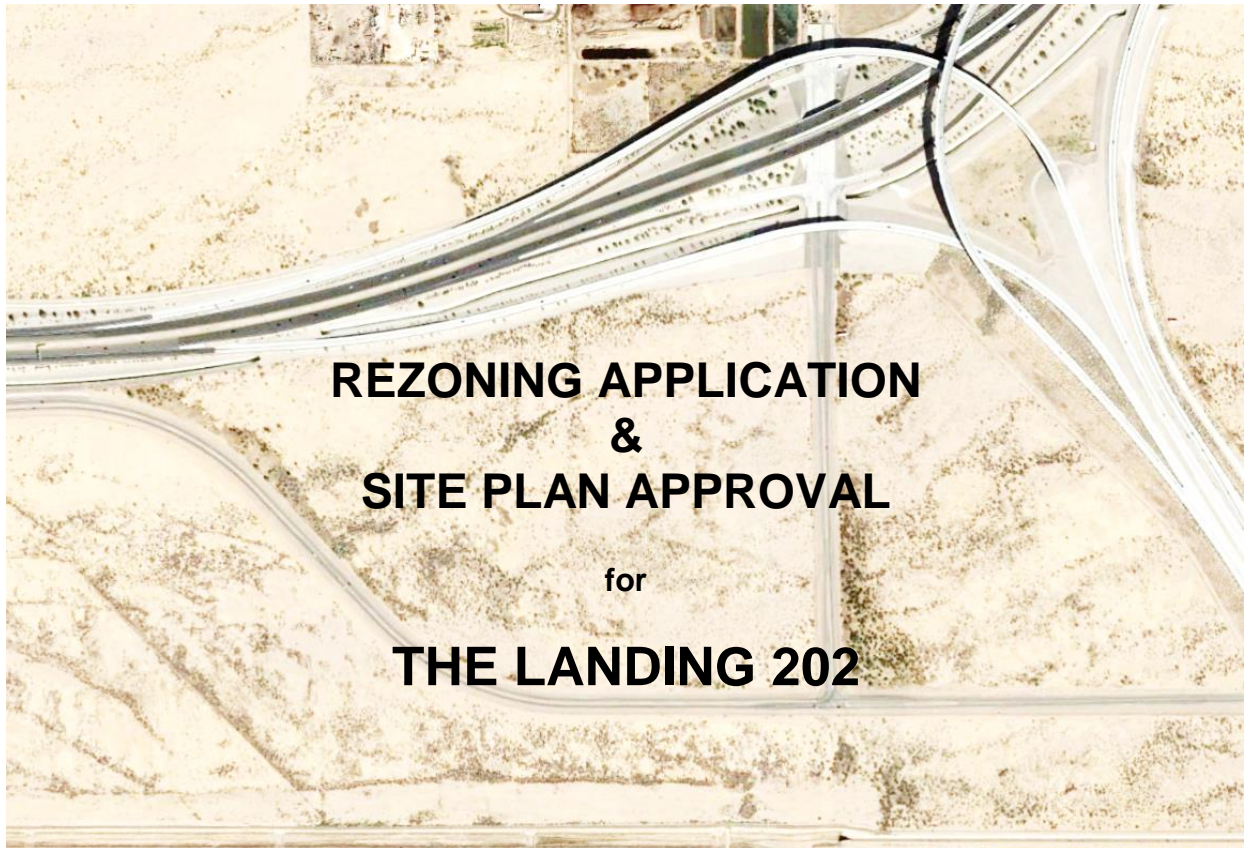 REZONING APPLICATION
&
SITE PLAN APPROVAL
for
THE LANDING 202